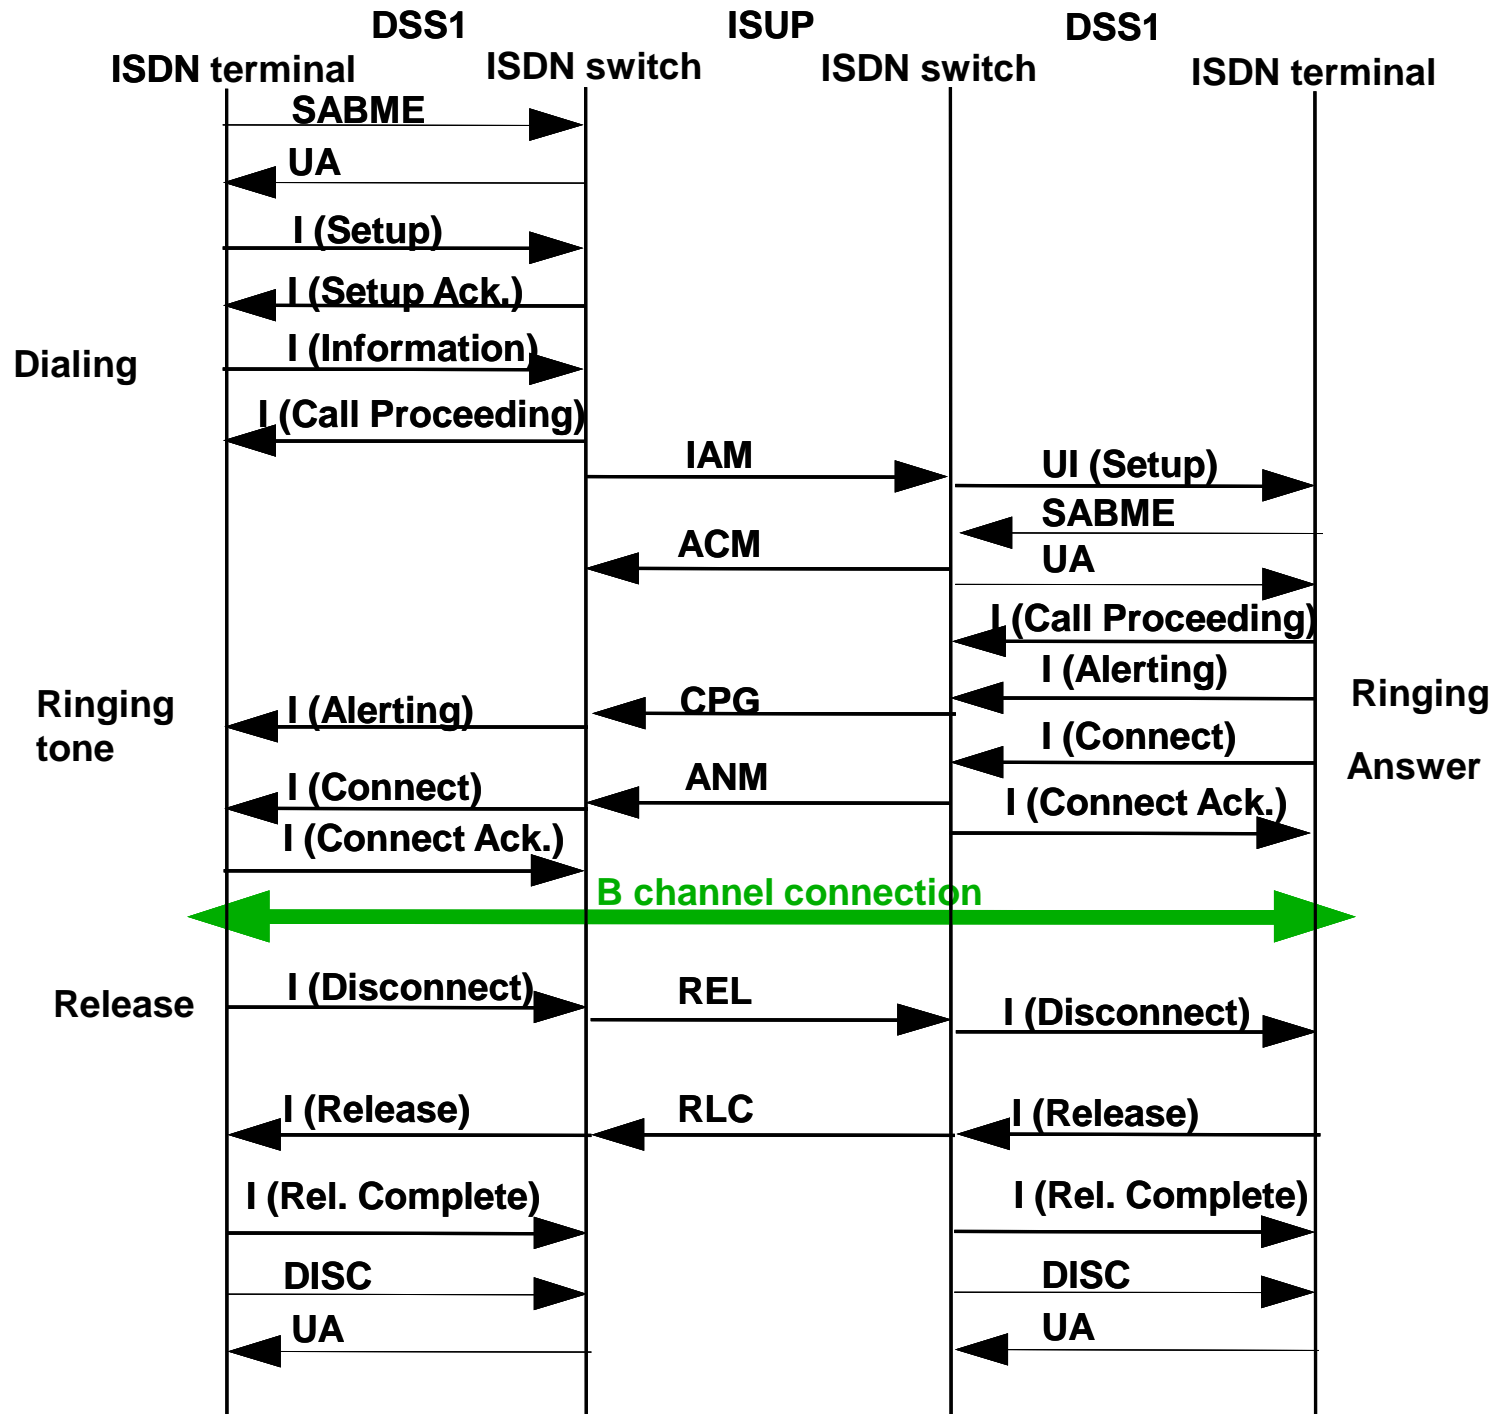 DSS1 ISUP DSS1
ISDN terminal ISDN switch ISDN switch ISDN terminal
SABME
UA
I (Setup)
I (Setup Ack.)
Dialing I (Information)
I (Call Proceeding)
IAM UI (Setup)
SABME
ACM UA
I (Call Proceeding)
I (Alerting)
Ringing
tone
I (Alerting) CPG Ringing
I (Connect)
Answer
I (Connect) ANM
I (Connect Ack.)
I (Connect Ack.)
B channel connection
Release I (Disconnect) REL I (Disconnect)
I (Release) RLC I (Release)
I (Rel. Complete) I (Rel. Complete)
DISC DISC
UA UA